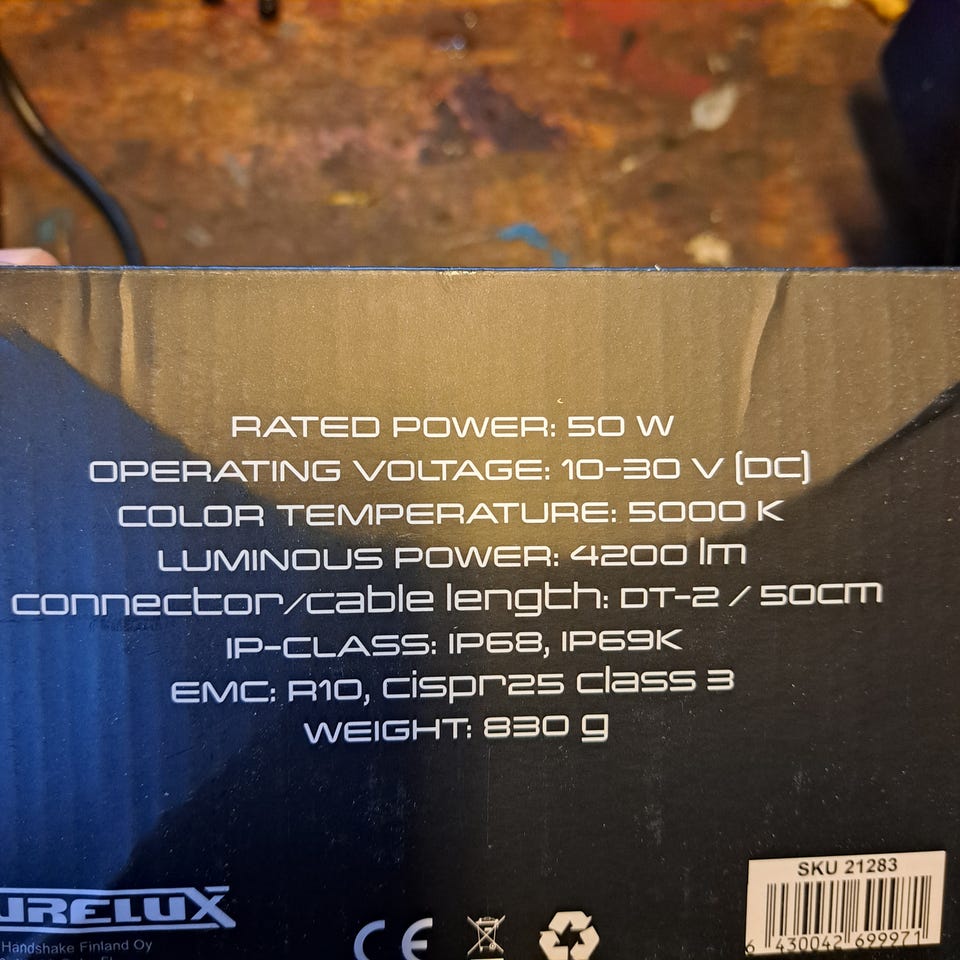 RATED POWER: 50 W
OPERATING VOLTAGE: 10-30 V (DC)
COLOR TEMPERATURE: 5000 K
LUMINOUS POWER: 4200 lm
connector/cable length: DT-2 / 50cm
IP-CLASS: IP68, IP69K
EMC: R10, cispr25 class 3
WEIGHT: 830 g
SKU 21283
6 430042 699971
URELUX
Handshake Finland Oy
CE